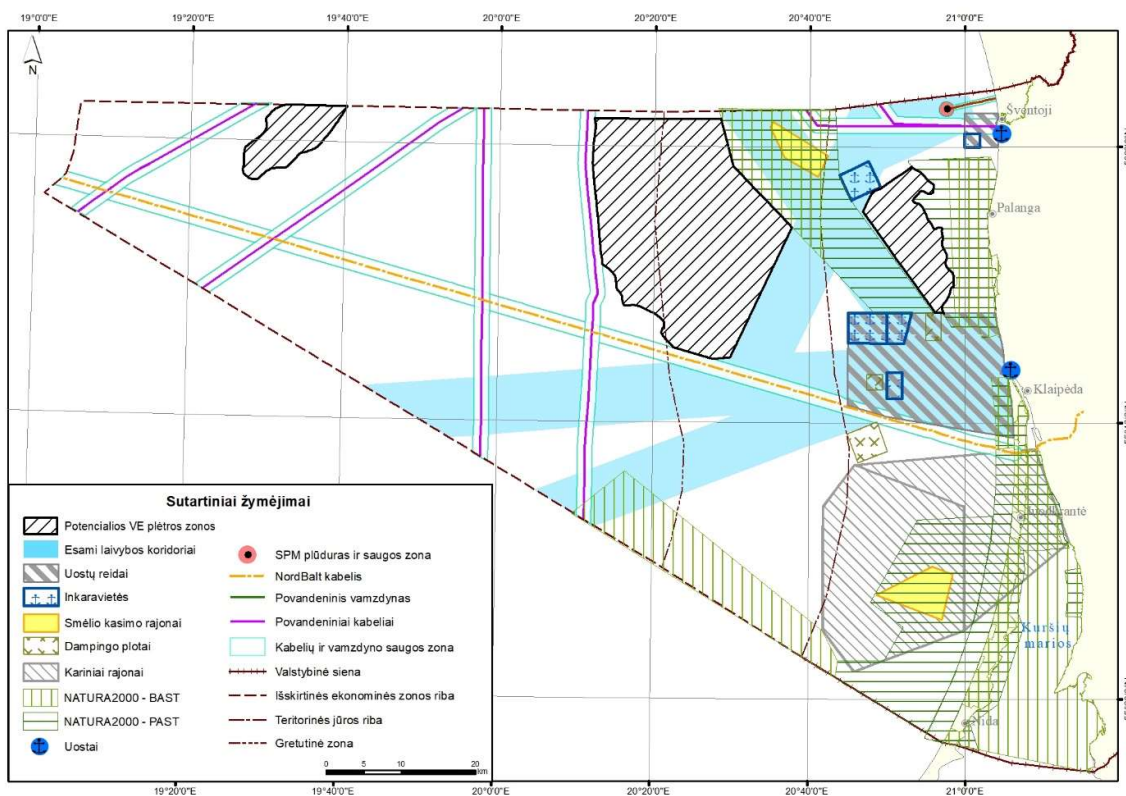 19°0'0"E 19°20'0"E 19°40'0"E 20°0'0"E 20°20'0"E 20°40'0"E 21°0'0"E
N
Šventoji
Palanga
Klaipėda
Kuršių
marios
Nida
Sutartiniai žymėjimai
Potencialios VE plėtros zonos
Esami laivybos koridoriai
Uostų reidai
Inkaravietės
Smėlio kasimo rajonai
Dampingo plotai
Kariniai rajonai
NATURA2000 - BAST
NATURA2000 - PAST
Uostai
SPM plūduras ir saugos zona
NordBalt kabelis
Povandeninis vamzdynas
Povandeniniai kabeliai
Kabelių ir vamzdyno saugos zona
Valstybinė siena
Išskirtinės ekonominės zonos riba
Teritorinės jūros riba
Gretutinė zona
0 5 10 20
km
19°20'0"E 19°40'0"E 20°0'0"E 20°20'0"E 20°40'0"E 21°0'0"E